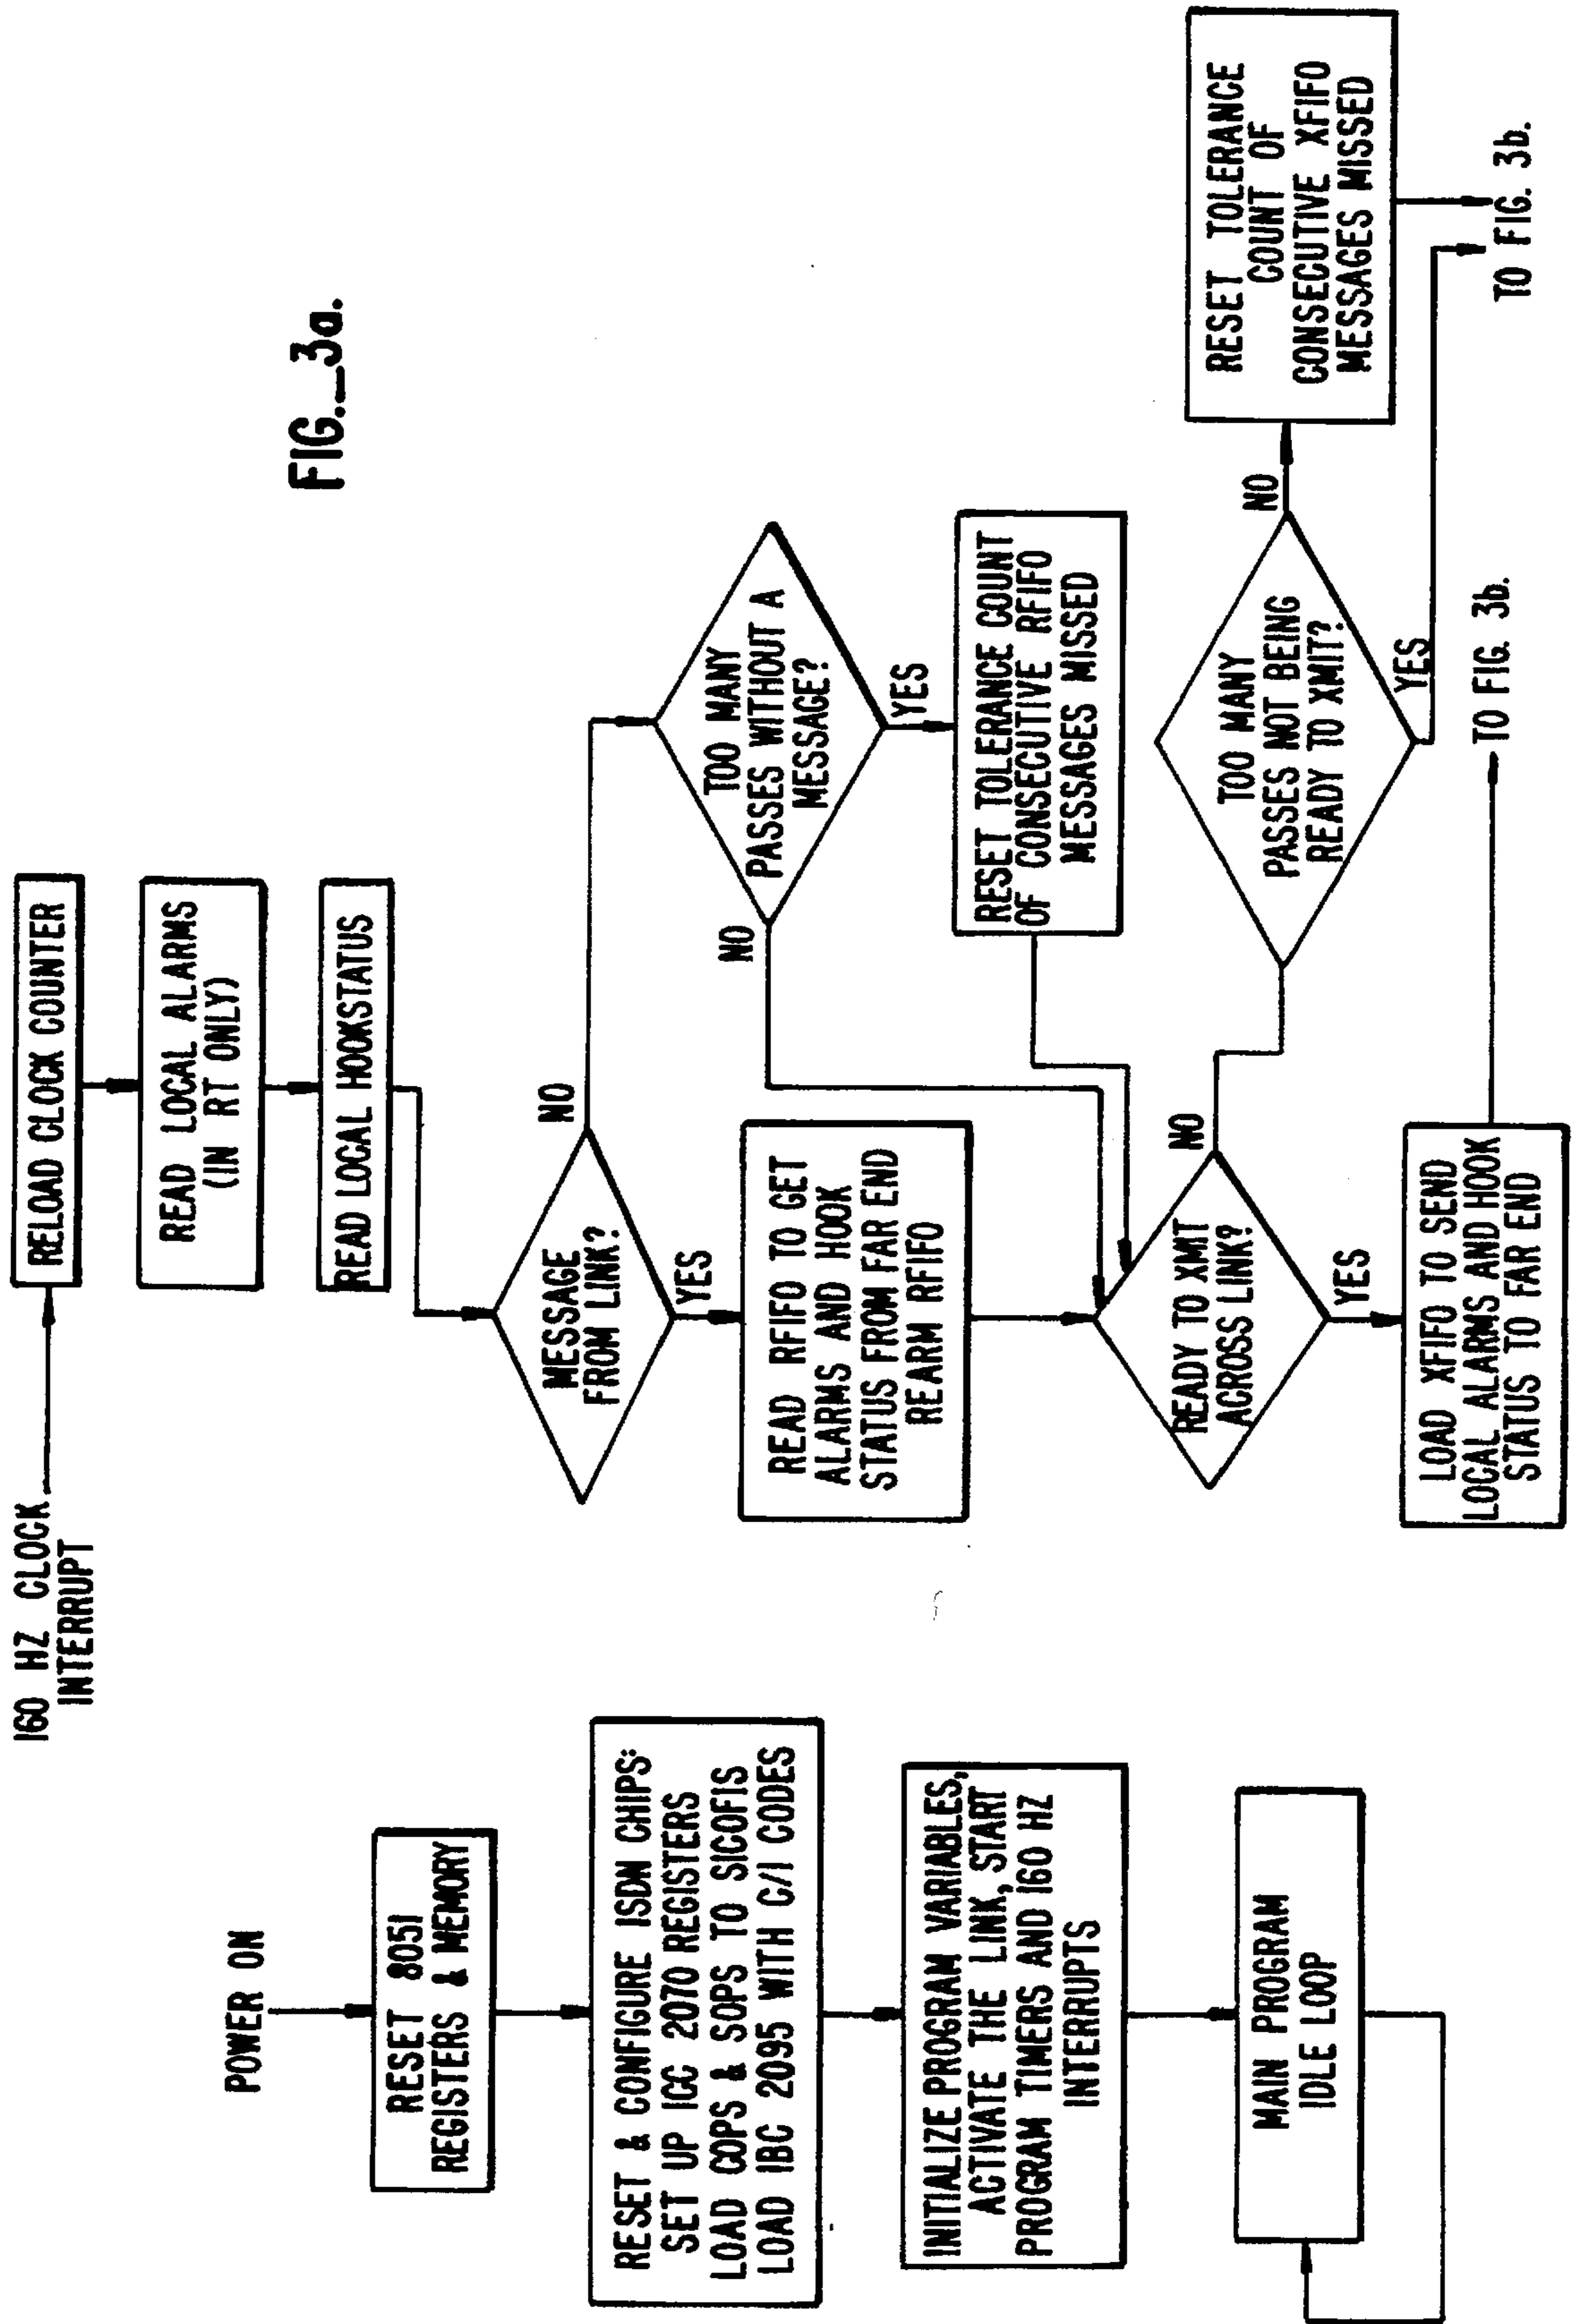 FIG._3a.
POWER ON
RESET 8051
REGISTERS & MEMORY
RESET & CONFIGURE ISDN CHIPS:
SET UP ICC 2070 REGISTERS
LOAD COPS & SOPS TO SICOFIS
LOAD IBC 2095 WITH C/I CODES
INITIALIZE PROGRAM VARIABLES,
ACTIVATE THE LINK, START
PROGRAM TIMERS AND 160 HZ
INTERRUPTS
MAIN PROGRAM
IDLE LOOP
160 HZ CLOCK
INTERRUPT
RELOAD CLOCK COUNTER
READ LOCAL ALARMS
(IN RT ONLY)
READ LOCAL HOOKSTATUS
MESSAGE
FROM LINK?
NO
YES
TOO MANY
PASSES WITHOUT A
MESSAGE?
NO
YES
READ RFIFO TO GET
ALARMS AND HOOK
STATUS FROM FAR END
REARM RFIFO
RESET TOLERANCE COUNT
OF CONSECUTIVE RFIFO
MESSAGES MISSED
READY TO XMIT
ACROSS LINK?
NO
YES
TOO MANY
PASSES NOT BEING
READY TO XMIT?
NO
YES
RESET TOLERANCE
COUNT OF
CONSECUTIVE XFIFO
MESSAGES MISSED
LOAD XFIFO TO SEND
LOCAL ALARMS AND HOOK
STATUS TO FAR END
TO FIG. 3b.
TO FIG. 3b.